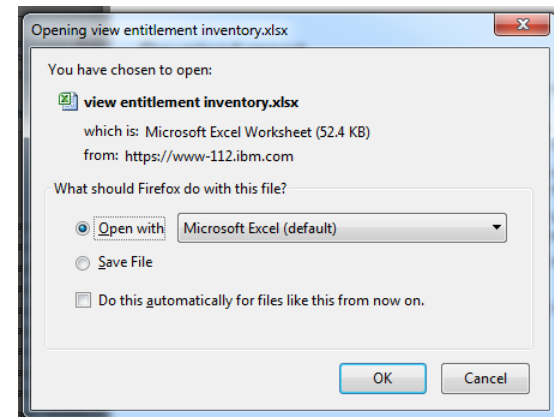 Opening view entitlement inventory.xlsx
You have chosen to open:
view entitlement inventory.xlsx
which is: Microsoft Excel Worksheet (52.4 KB)
from: https://www-112.ibm.com
What should Firefox do with this file?
Open with Microsoft Excel (default)
Save File
Do this automatically for files like this from now on.
OK Cancel